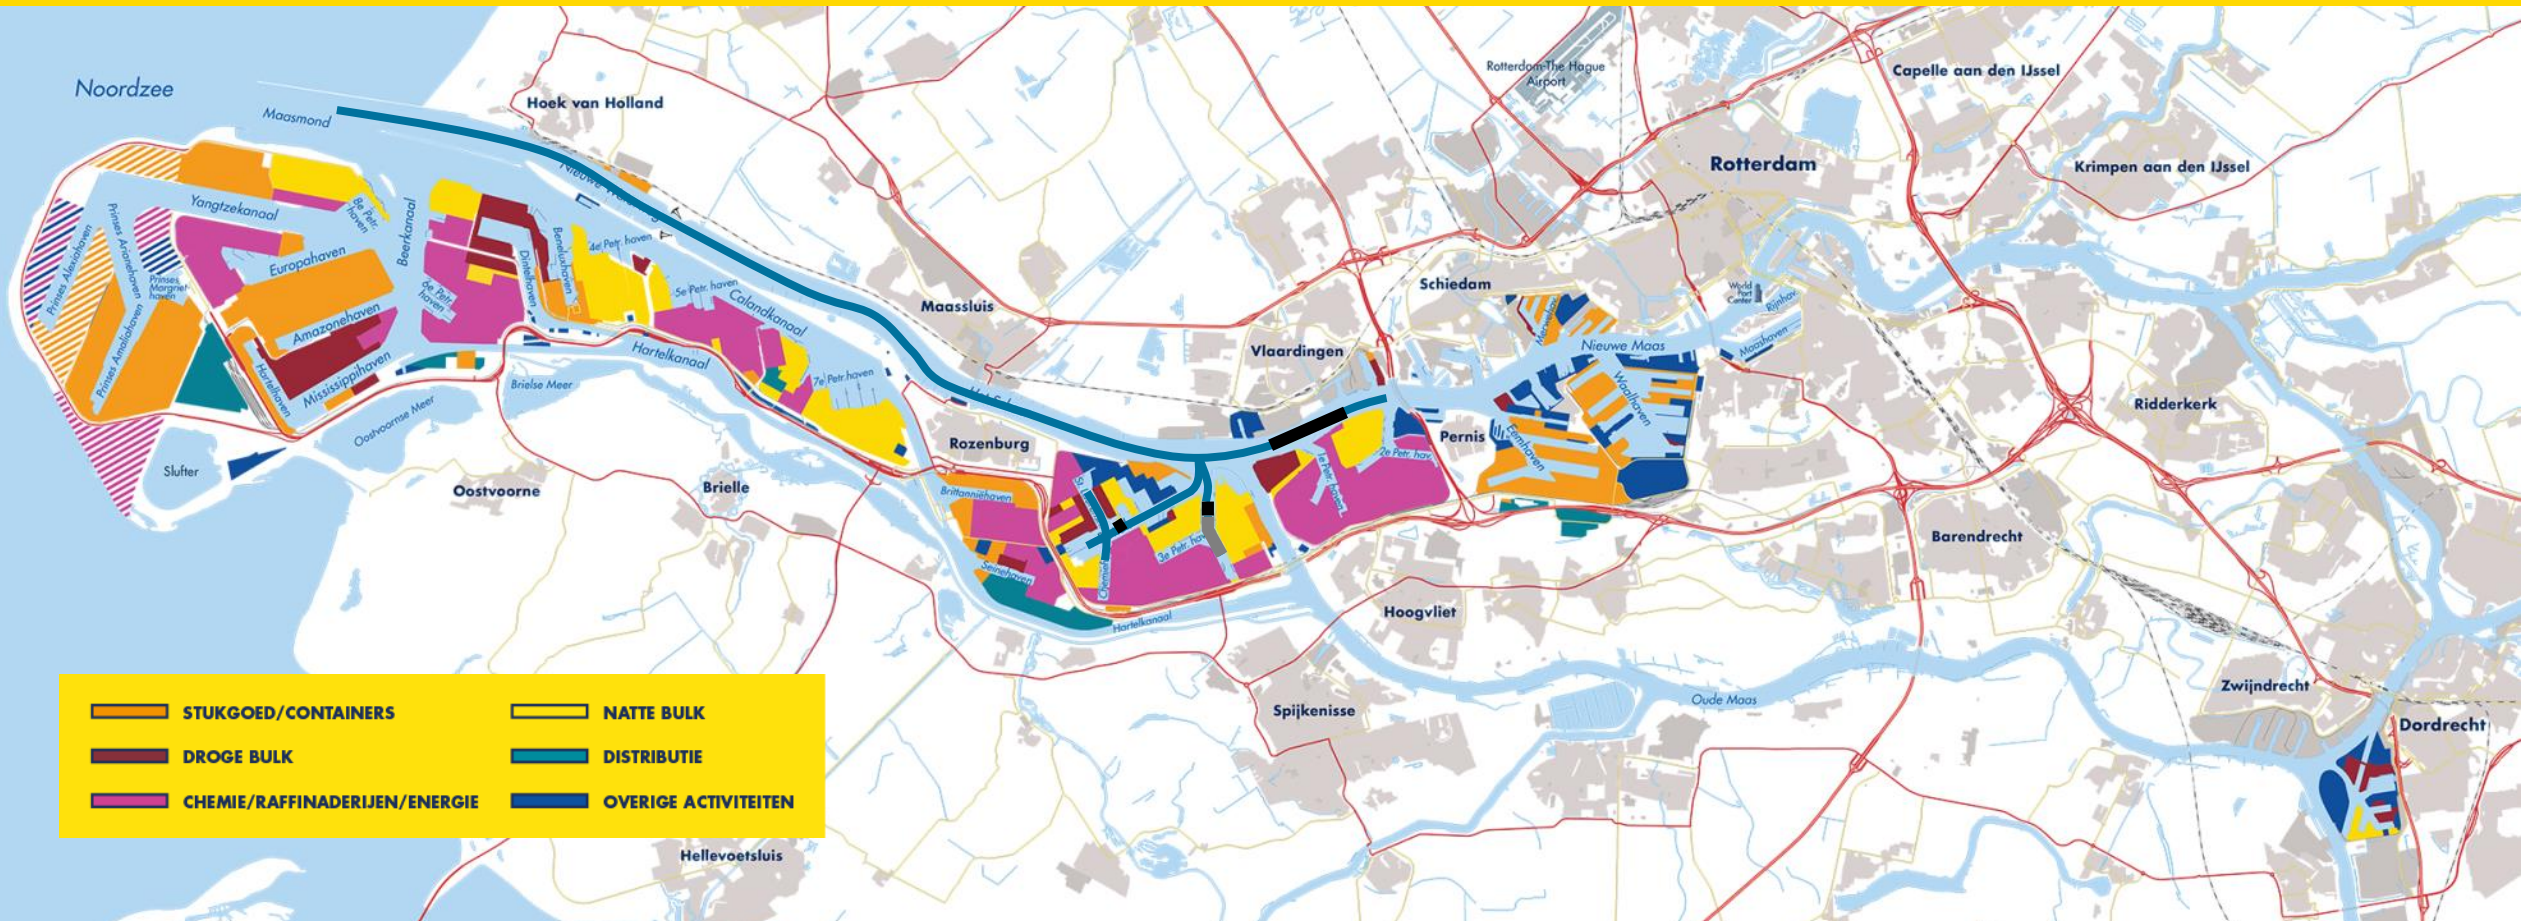 Noordzee
Maasmond
Hoek van Holland
Rotterdam-The Hague
Airport
Capelle aan den IJssel
Rotterdam
Krimpen aan den IJssel
Yangtzekanaal
8e Petr.
haven
Beerkanaal
Nieuwe
Prinses Alexiahaven
Prinses Arianehaven
Prinses Amaliahaven
Prinses
Margriet-
haven
Europahaven
Amazonehaven
Mississippihaven
Hartelhaven
6e Petr.
haven
Dintelhaven
Beneluxhaven
4e Petr. haven
5e Petr. haven
Calandkanaal
Hartelkanaal
7e Petr. haven
Brielse Meer
Oostvoornse Meer
Slufter
Maassluis
Vlaardingen
Schiedam
World
Port
Center
Maashaven
Nieuwe Maas
Waalhaven
Eemhaven
Pernis
1e Petr. haven
Ridderkerk
Rozenburg
Oostvoorne
Brielle
Brittanniëhaven
Seinehaven
3e Petr.
Hartelkanaal
Barendrecht
Hoogvliet
Spijkenisse
Oude Maas
Zwijndrecht
Dordrecht
STUKGOED/CONTAINERS
NATTE BULK
DROGE BULK
DISTRIBUTIE
CHEMIE/RAFFINADERIJEN/ENERGIE
OVERIGE ACTIVITEITEN
Hellevoetsluis